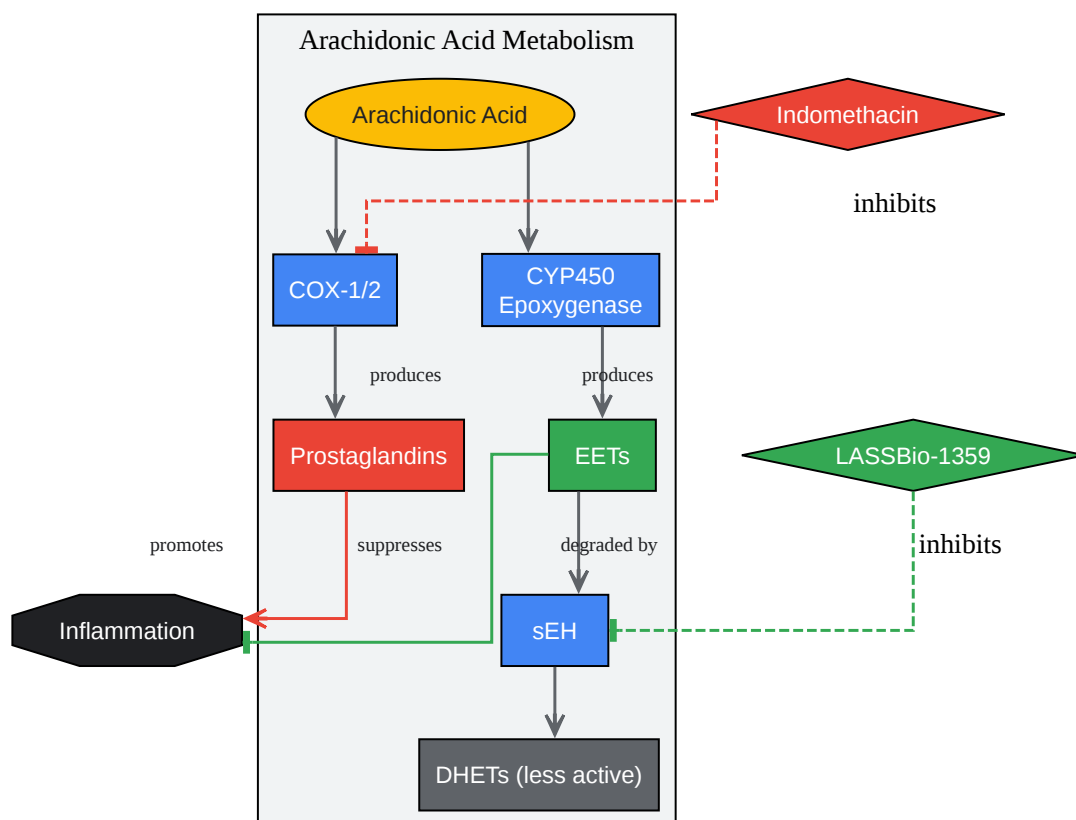 Arachidonic Acid Metabolism
Arachidonic Acid
Indomethacin
inhibits
COX-1/2
CYP450
Epoxygenase
produces
produces
Prostaglandins
EETs
LASSBio-1359
promotes
suppresses
degraded by
inhibits
Inflammation
sEH
DHETs (less active)